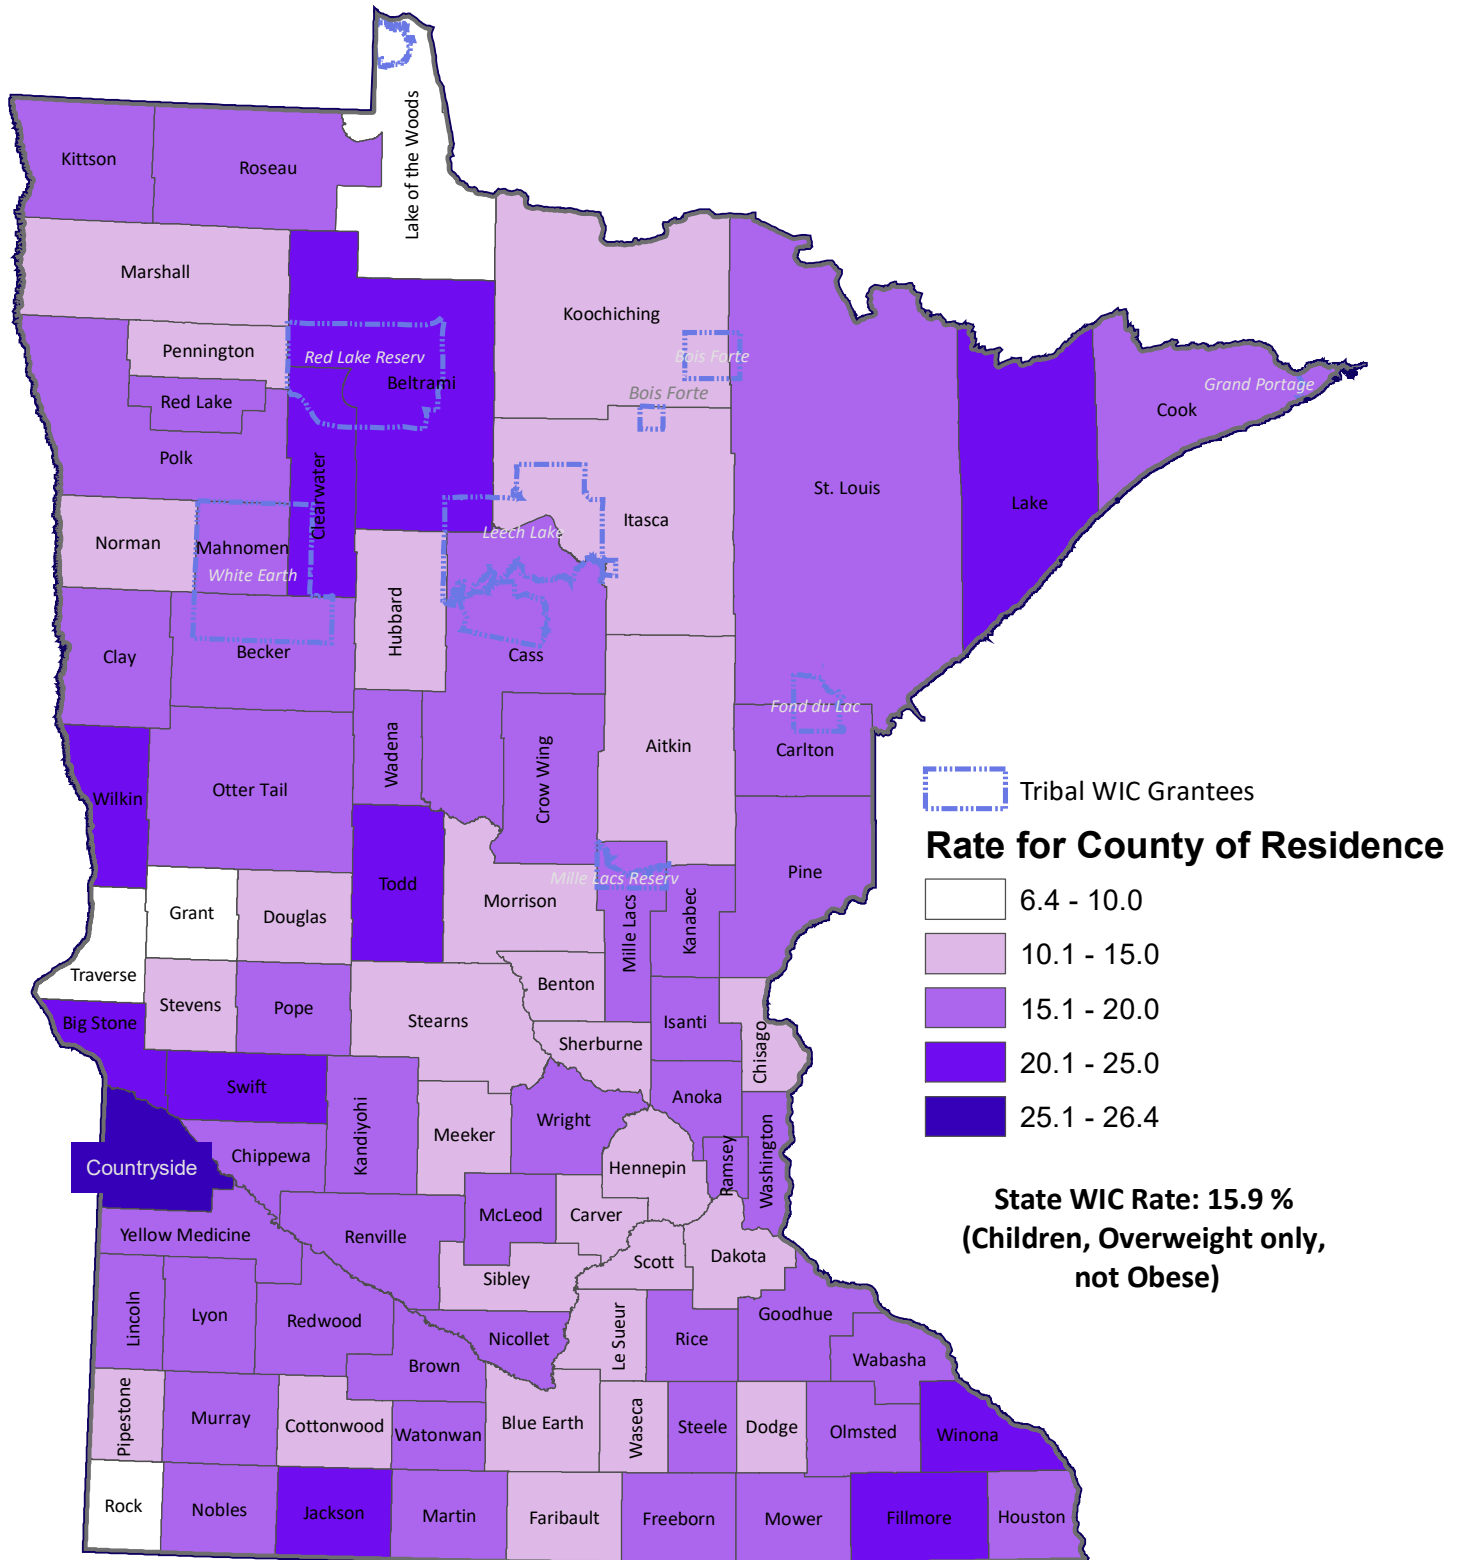 Lake of the Woods
Kittson
Roseau
Marshall
Koochiching
Pennington
Red Lake Reserv
Bois Forte
Beltrami
Grand Portage
Bois Forte
Red Lake
Cook
Polk
St. Louis
Clearwater
Lake
Itasca
Leech Lake
Norman
Mahnomen
White Earth
Hubbard
Becker
Clay
Cass
Fond du Lac
Aitkin
Carlton
Wadena
Crow Wing
Otter Tail
Wilkin
Tribal WIC Grantees
Rate for County of Residence
Pine
Mille Lacs Reserv
Todd
Morrison
6.4 - 10.0
Grant
Douglas
Mille Lacs
Kanabec
10.1 - 15.0
Traverse
Benton
Stevens
Pope
15.1 - 20.0
Big Stone
Stearns
Isanti
Sherburne
Chisago
20.1 - 25.0
Swift
Anoka
25.1 - 26.4
Kandiyohi
Wright
Meeker
Chippewa
Countryside
Hennepin
Ramsey
Washington
State WIC Rate: 15.9 %
(Children, Overweight only,
not Obese)
McLeod
Carver
Yellow Medicine
Renville
Dakota
Scott
Sibley
Lincoln
Lyon
Redwood
Goodhue
Nicollet
Le Sueur
Rice
Brown
Wabasha
Pipestone
Murray
Cottonwood
Watonwan
Blue Earth
Waseca
Steele
Dodge
Olmsted
Winona
Rock
Nobles
Jackson
Martin
Faribault
Freeborn
Mower
Fillmore
Houston